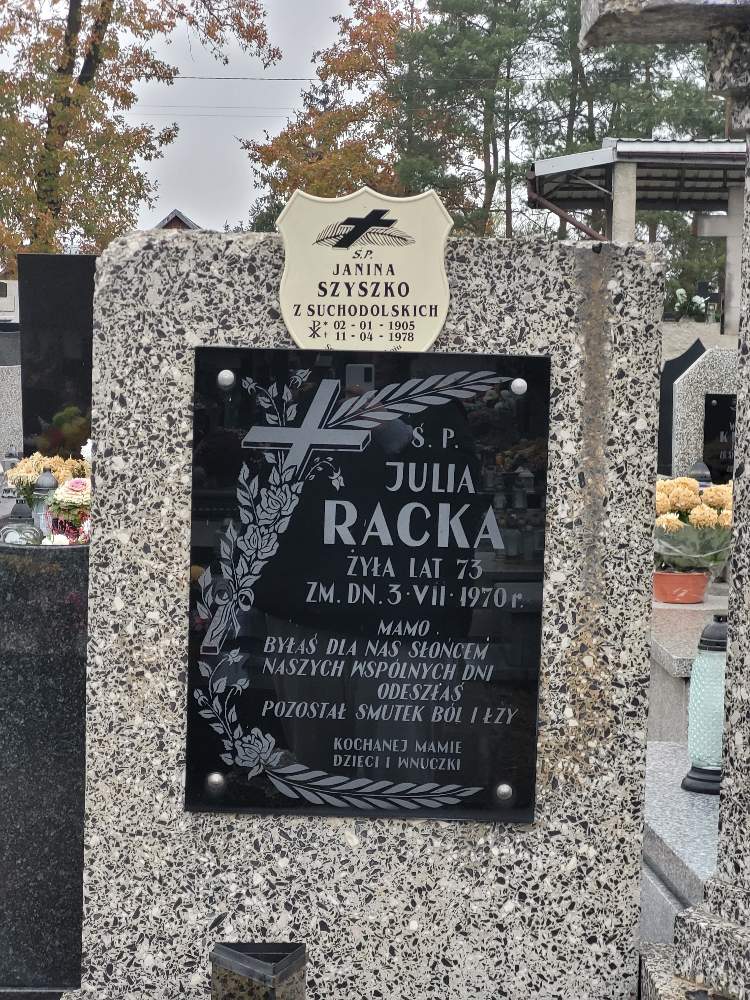 Ś.P.
JANINA
SZYSZKO
Z SUCHODOLSKICH
* 02 - 01 - 1905
† 11 - 04 - 1978
Ś. P.
JULIA
RACKA
ŻYŁA LAT 73
ZM. DN. 3·VII·1970 r.
MAMO
BYŁAŚ DLA NAS SŁOŃCEM
NASZYCH WSPÓLNYCH DNI
ODESZŁAŚ
POZOSTAŁ SMUTEK BÓL I ŁZY
KOCHANEJ MAMIE
DZIECI I WNUCZKI